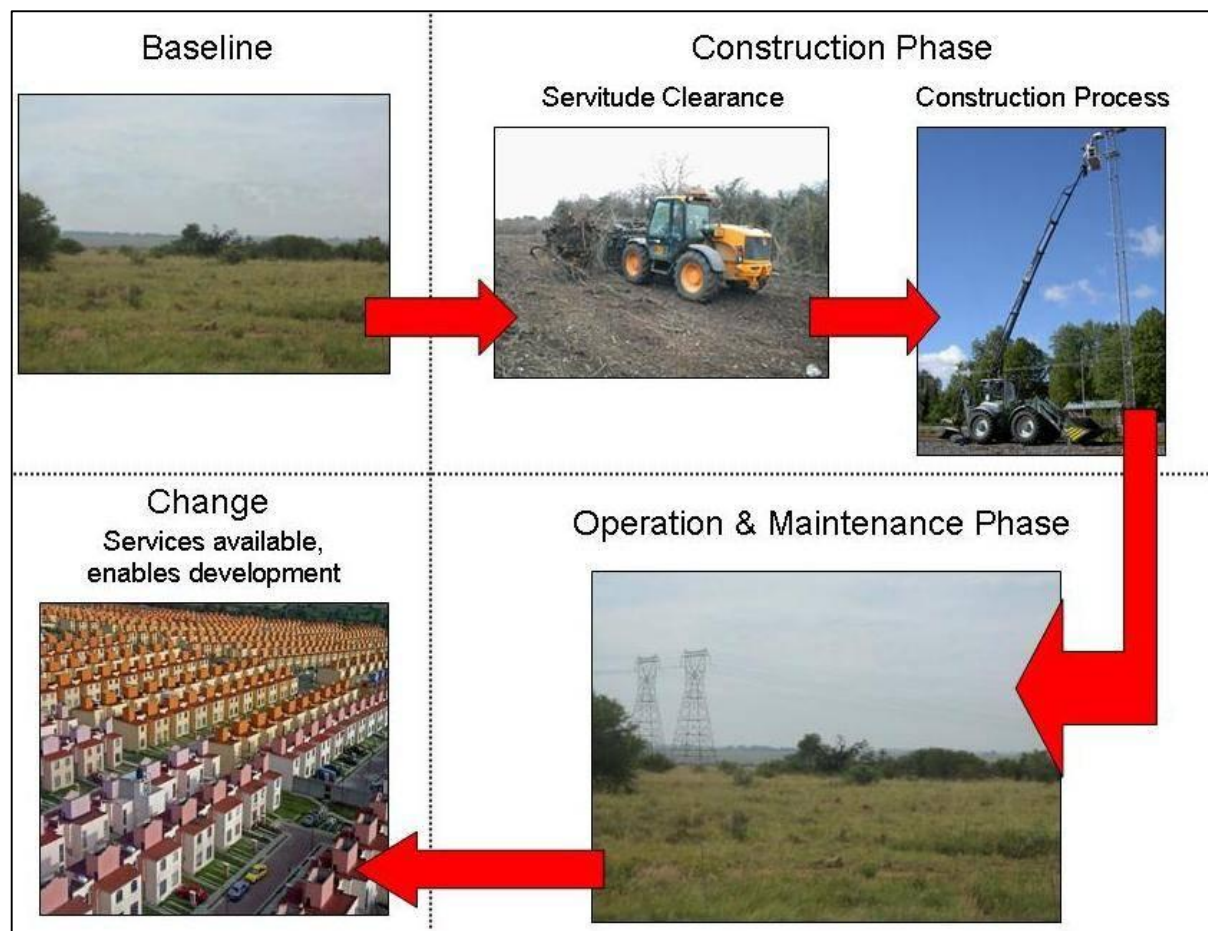 Baseline
Construction Phase
Servitude Clearance
Construction Process
Change
Services available,
enables development
Operation & Maintenance Phase